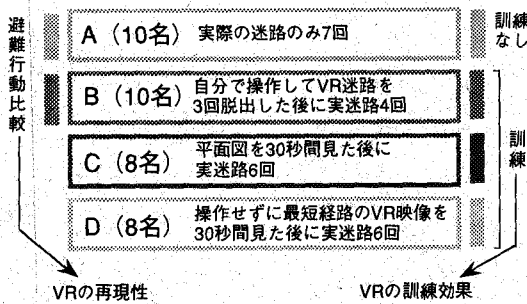 避難行動比較
A(10名) 実際の迷路のみ7回
訓練
なし
B(10名) 自分で操作してVR迷路を
3回脱出した後に実迷路4回
C(8名) 平面図を30秒間見た後に
実迷路6回
訓
練
D(8名) 操作せずに最短経路のVR映像を
30秒間見た後に実迷路6回
VRの再現性
VRの訓練効果